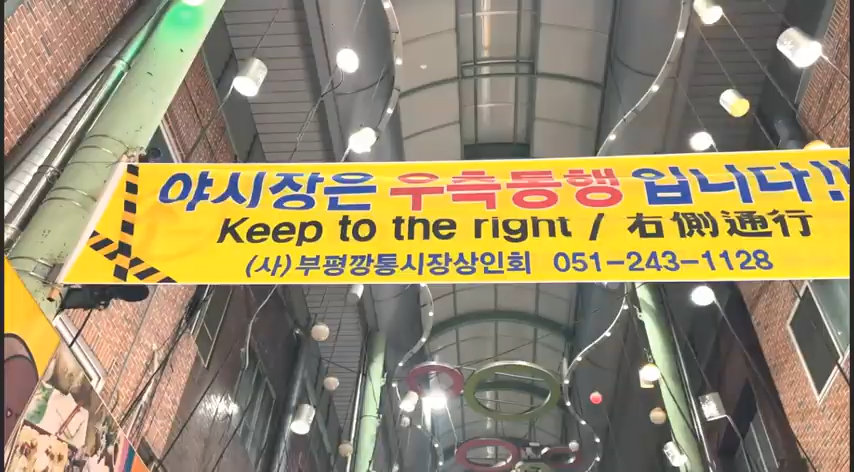 야시장은 우측통행 입니다!!
Keep to the right / 右側通行
(사)부평깡통시장상인회 051-243-1128